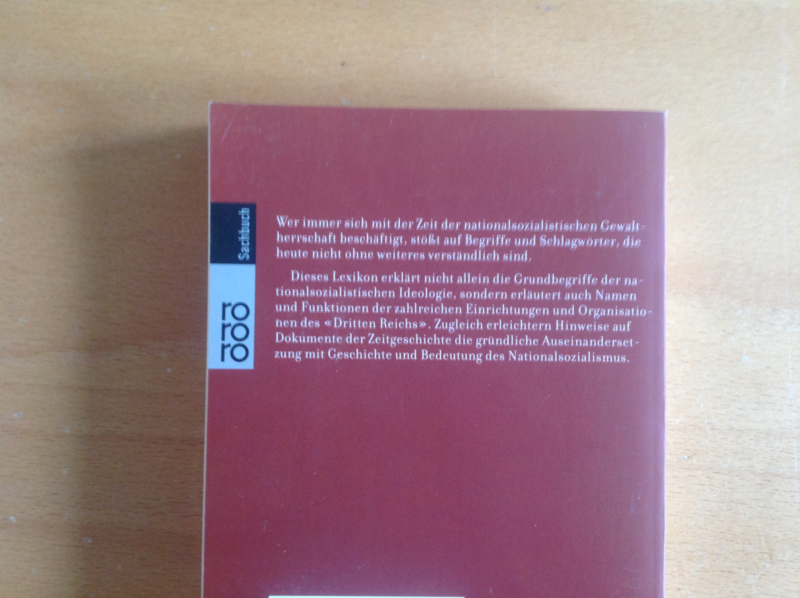 Sachbuch
ro
ro
ro
Wer immer sich mit der Zeit der nationalsozialistischen Gewalt-
herrschaft beschäftigt, stößt auf Begriffe und Schlagwörter, die
heute nicht ohne weiteres verständlich sind.
Dieses Lexikon erklärt nicht allein die Grundbegriffe der na-
tionalsozialistischen Ideologie, sondern erläutert auch Namen
und Funktionen der zahlreichen Einrichtungen und Organisatio-
nen des «Dritten Reichs». Zugleich erleichtern Hinweise auf
Dokumente der Zeitgeschichte die gründliche Auseinanderset-
zung mit Geschichte und Bedeutung des Nationalsozialismus.